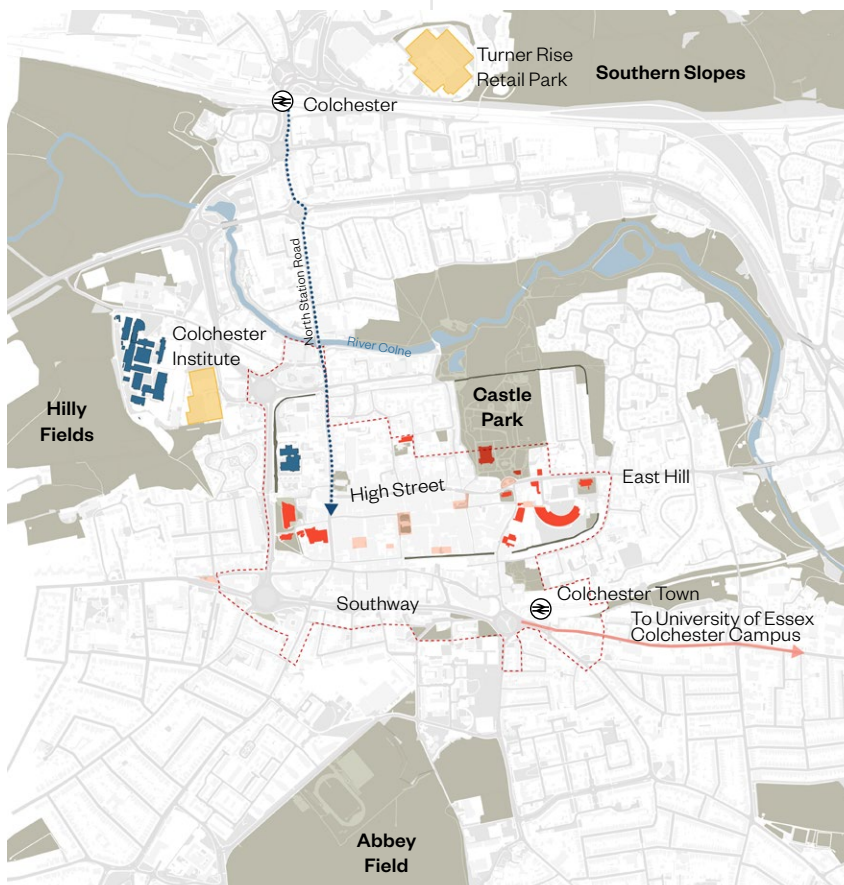 Turner Rise
Retail Park
Southern Slopes
Colchester
North Station Road
River Colne
Colchester
Institute
Castle
Park
Hilly
Fields
High Street
East Hill
Colchester Town
Southway
To University of Essex
Colchester Campus
Abbey
Field